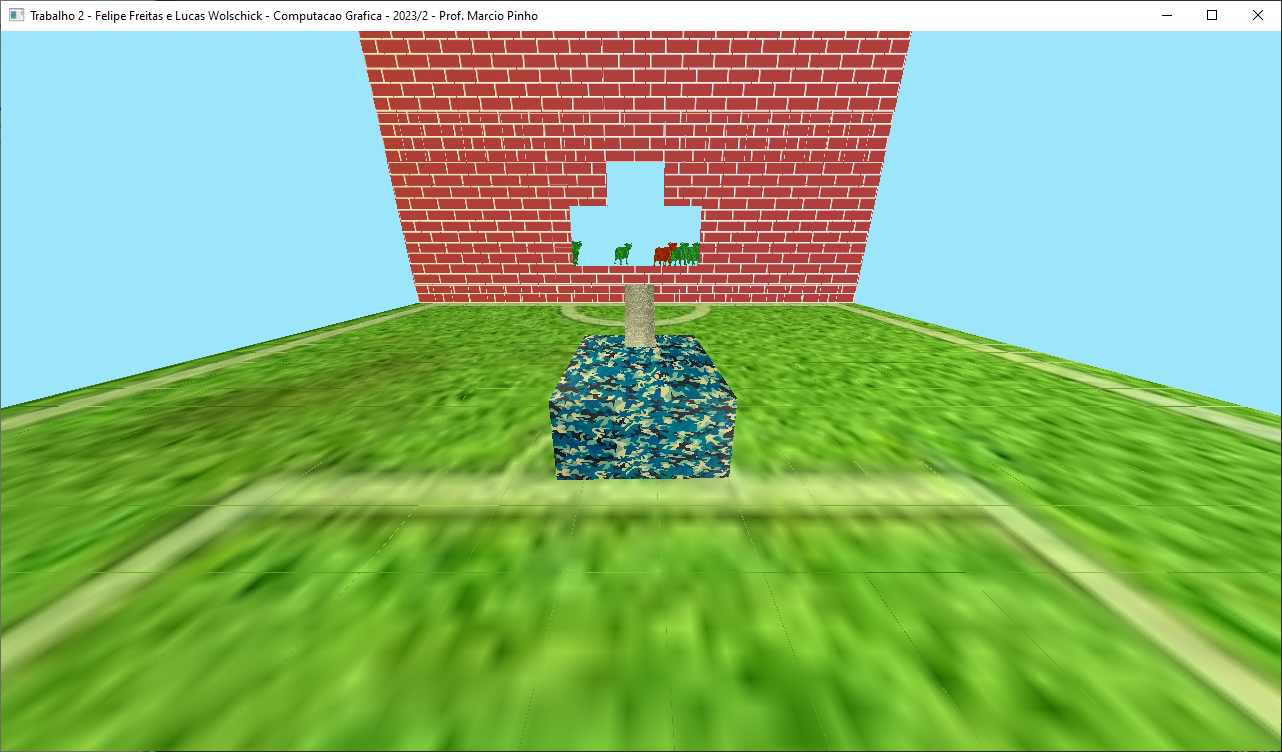 Trabalho 2 - Felipe Freitas e Lucas Wolschick - Computacao Grafica - 2023/2 - Prof. Marcio Pinho